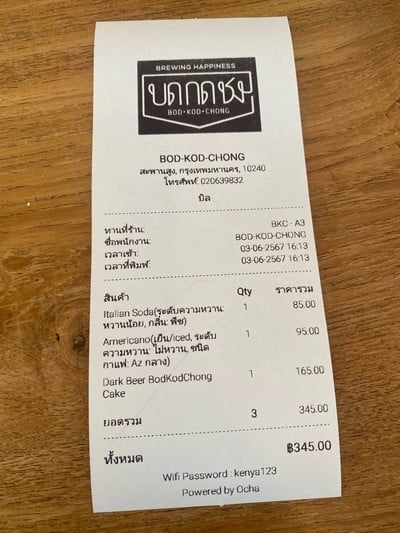 BREWING HAPPINESS
บดกดชง
BOD•KOD•CHONG
BOD-KOD-CHONG
สะพานสูง, กรุงเทพมหานคร, 10240
โทรศัพท์: 020639832
บิล
ทานที่ร้าน: BKC - A3
ชื่อพนักงาน: BOD-KOD-CHONG
เวลาเข้า: 03-06-2567 16:13
เวลาที่พิมพ์: 03-06-2567 16:13
สินค้า Qty ราคารวม
Italian Soda(ระดับความหวาน: 1 85.00
หวานน้อย, กลิ่น: พีช)
Americano(เย็น/iced, ระดับ 1 95.00
ความหวาน: ไม่หวาน, ชนิด
กาแฟ: Az กลาง)
Dark Beer BodKodChong 1 165.00
Cake
ยอดรวม 3 345.00
ทั้งหมด ฿345.00
Wifi Password : kenya123
Powered by Ocha